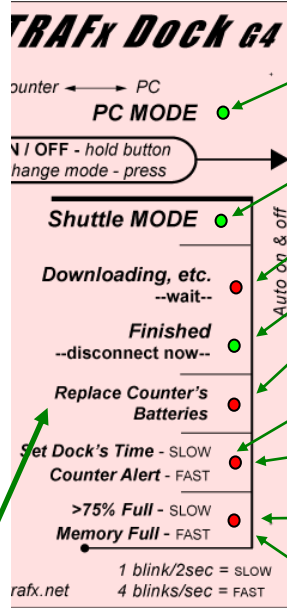 TRAFx DOCK G4
ounter ↔ PC
PC MODE
N / OFF - hold button
hange mode - press
Shuttle MODE
Auto on & off
Downloading, etc.
--wait--
Finished
--disconnect now--
Replace Counter's
Batteries
Set Dock's Time - SLOW
Counter Alert - FAST
>75% Full - SLOW
Memory Full - FAST
1 blink/2sec = SLOW
4 blinks/sec = FAST
rafx.net